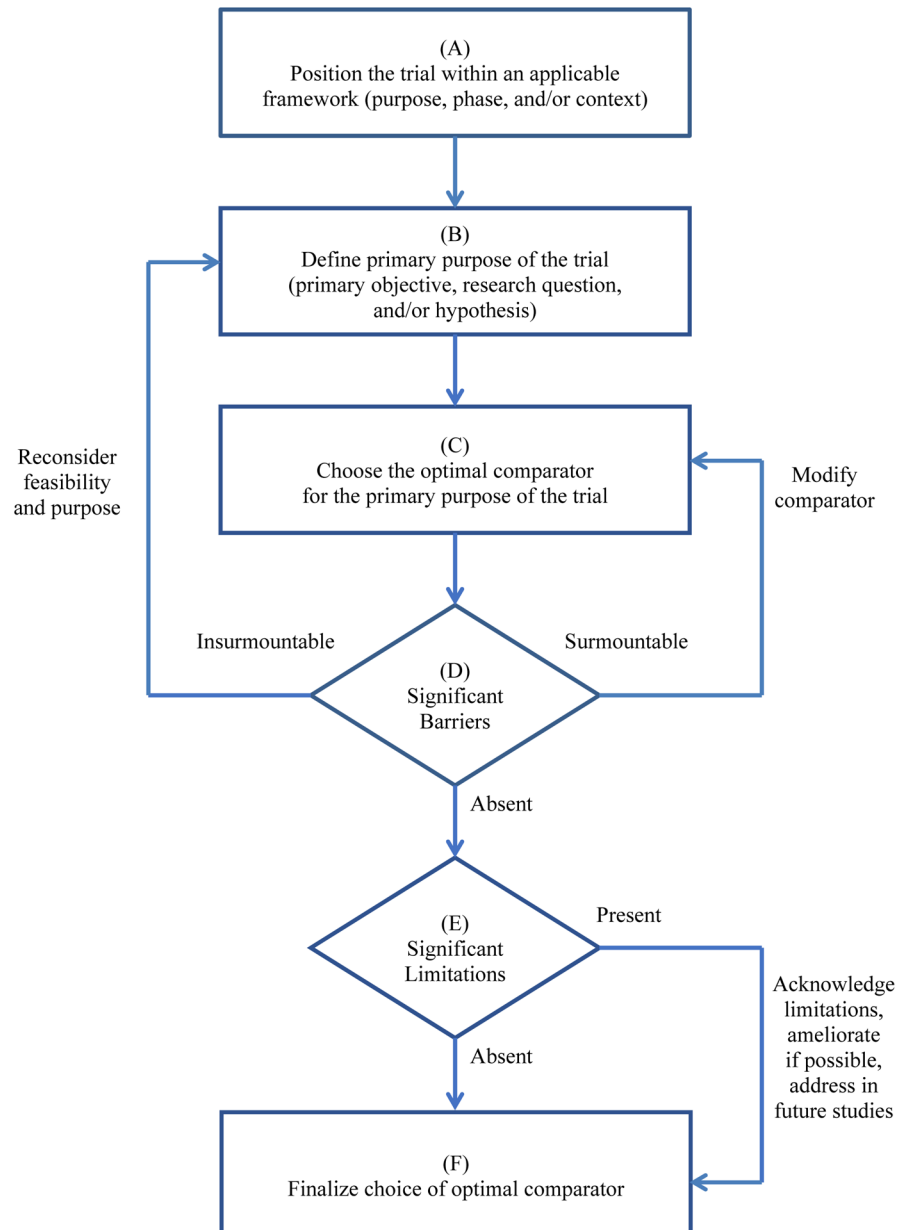 (A)
Position the trial within an applicable
framework (purpose, phase, and/or context)
(B)
Define primary purpose of the trial
(primary objective, research question,
and/or hypothesis)
(C)
Choose the optimal comparator
for the primary purpose of the trial
Reconsider
feasibility
and purpose
Modify
comparator
Insurmountable
Surmountable
(D)
Significant
Barriers
Absent
(E)
Significant
Limitations
Present
Acknowledge
limitations,
ameliorate
if possible,
address in
future studies
Absent
(F)
Finalize choice of optimal comparator